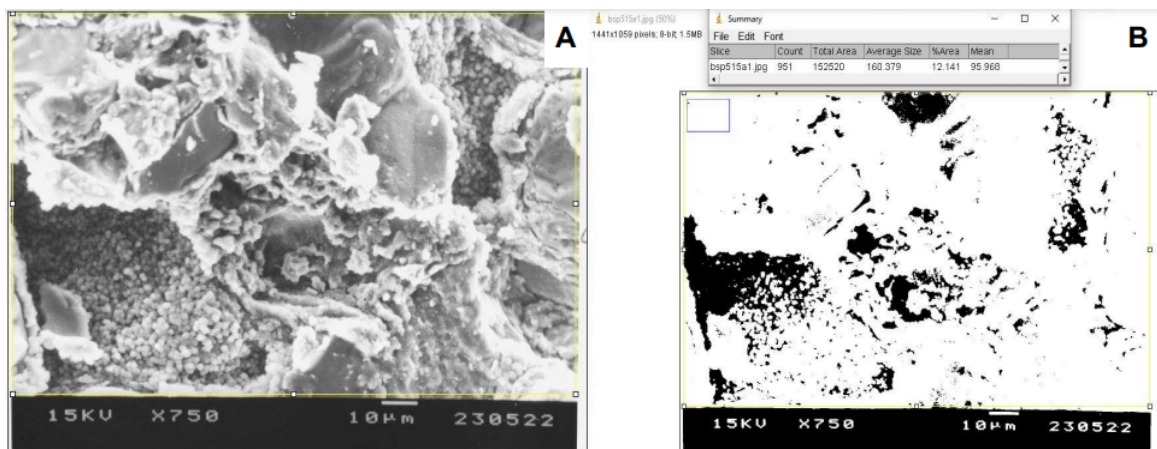 A
15KV X750 10µm 230522
bsp515a1.jpg (50%)
1441x1059 pixels; 8-bit; 1.5MB
Summary
File Edit Font
Slice Count Total Area Average Size %Area Mean
bsp515a1.jpg 951 152520 160.379 12.141 95.968
B
15KV X750 10µm 230522